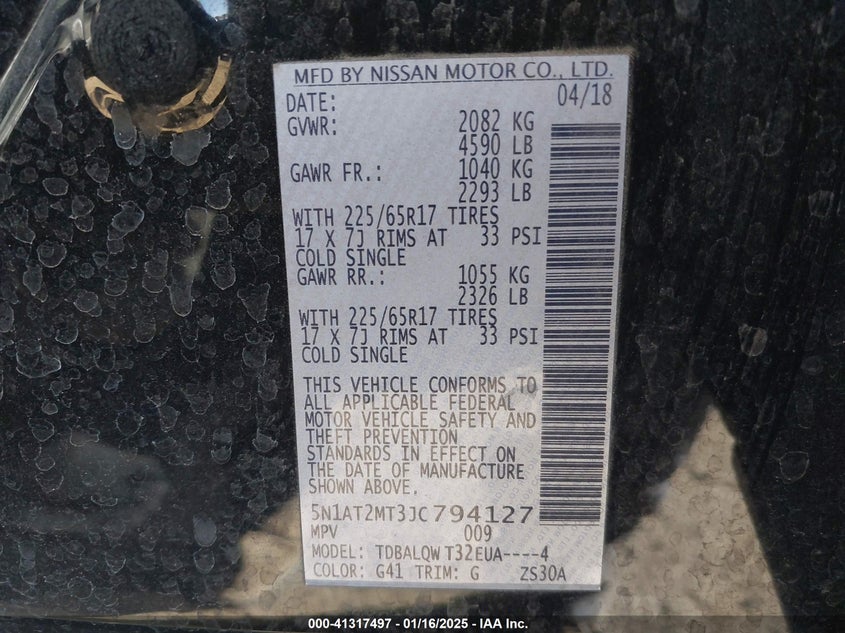 MFD BY NISSAN MOTOR CO., LTD.
DATE: 04/18
GVWR: 2082 KG
4590 LB
GAWR FR.: 1040 KG
2293 LB
WITH 225/65R17 TIRES
17 X 7J RIMS AT 33 PSI
COLD SINGLE
GAWR RR.: 1055 KG
2326 LB
WITH 225/65R17 TIRES
17 X 7J RIMS AT 33 PSI
COLD SINGLE
THIS VEHICLE CONFORMS TO
ALL APPLICABLE FEDERAL
MOTOR VEHICLE SAFETY AND
THEFT PREVENTION
STANDARDS IN EFFECT ON
THE DATE OF MANUFACTURE
SHOWN ABOVE.
5N1AT2MT3JC794127
MPV 009
MODEL: TDBALQW T32EUA----4
COLOR: G41 TRIM: G ZS30A
000-41317497 - 01/16/2025 - IAA Inc.